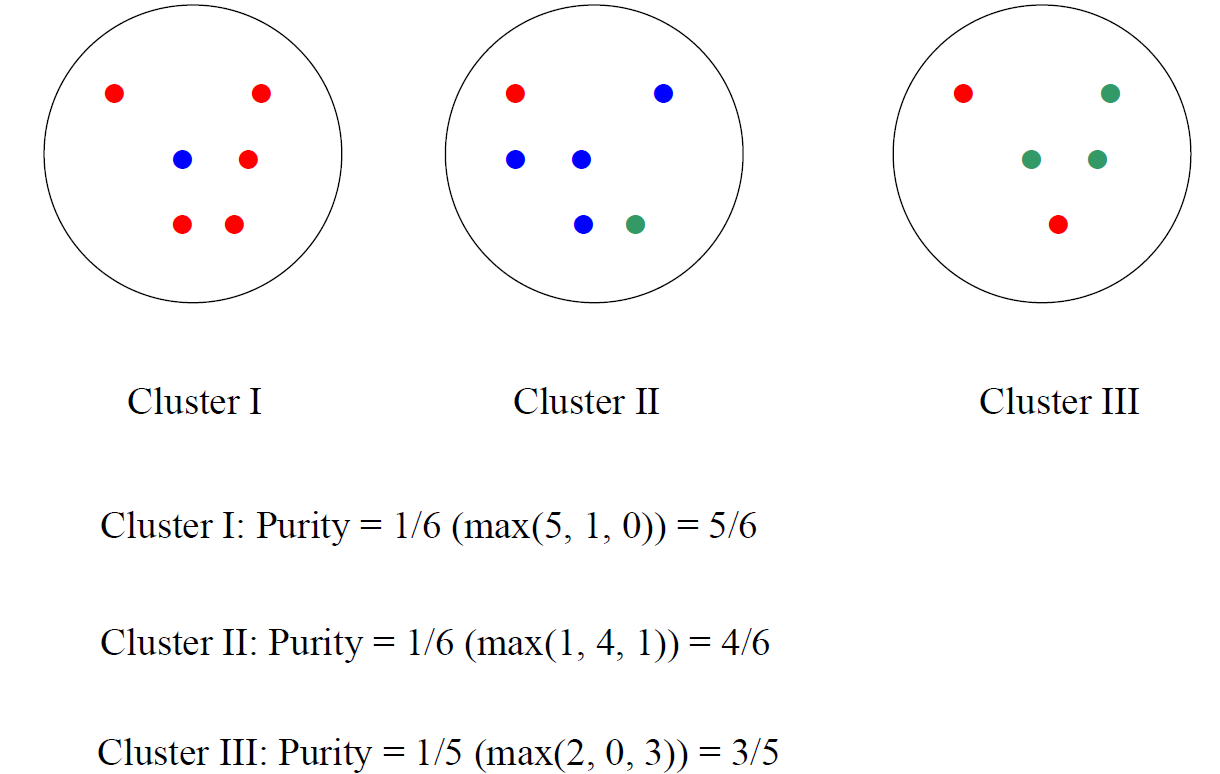 Cluster I Cluster II Cluster III
Cluster I: Purity = 1/6 (max(5, 1, 0)) = 5/6
Cluster II: Purity = 1/6 (max(1, 4, 1)) = 4/6
Cluster III: Purity = 1/5 (max(2, 0, 3)) = 3/5